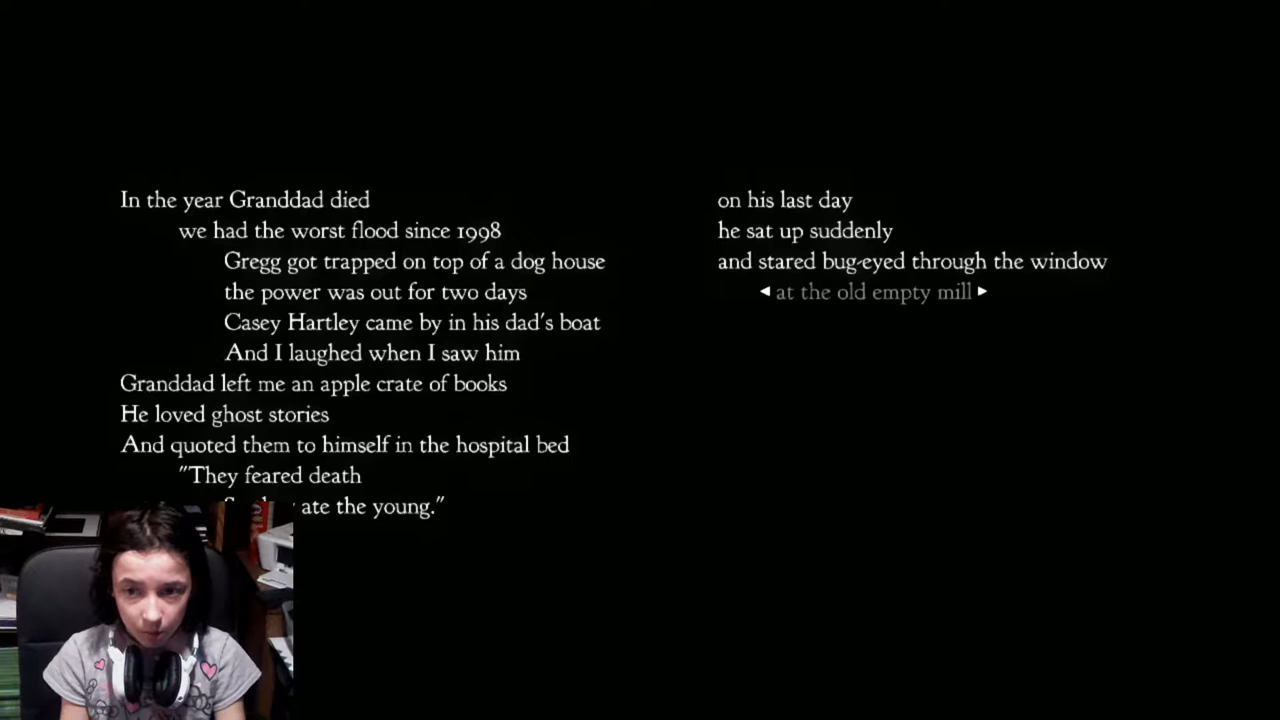 In the year Granddad died
we had the worst flood since 1998
Gregg got trapped on top of a dog house
the power was out for two days
Casey Hartley came by in his dad's boat
And I laughed when I saw him
Granddad left me an apple crate of books
He loved ghost stories
And quoted them to himself in the hospital bed
"They feared death
ate the young."
on his last day
he sat up suddenly
and stared bug-eyed through the window
at the old empty mill